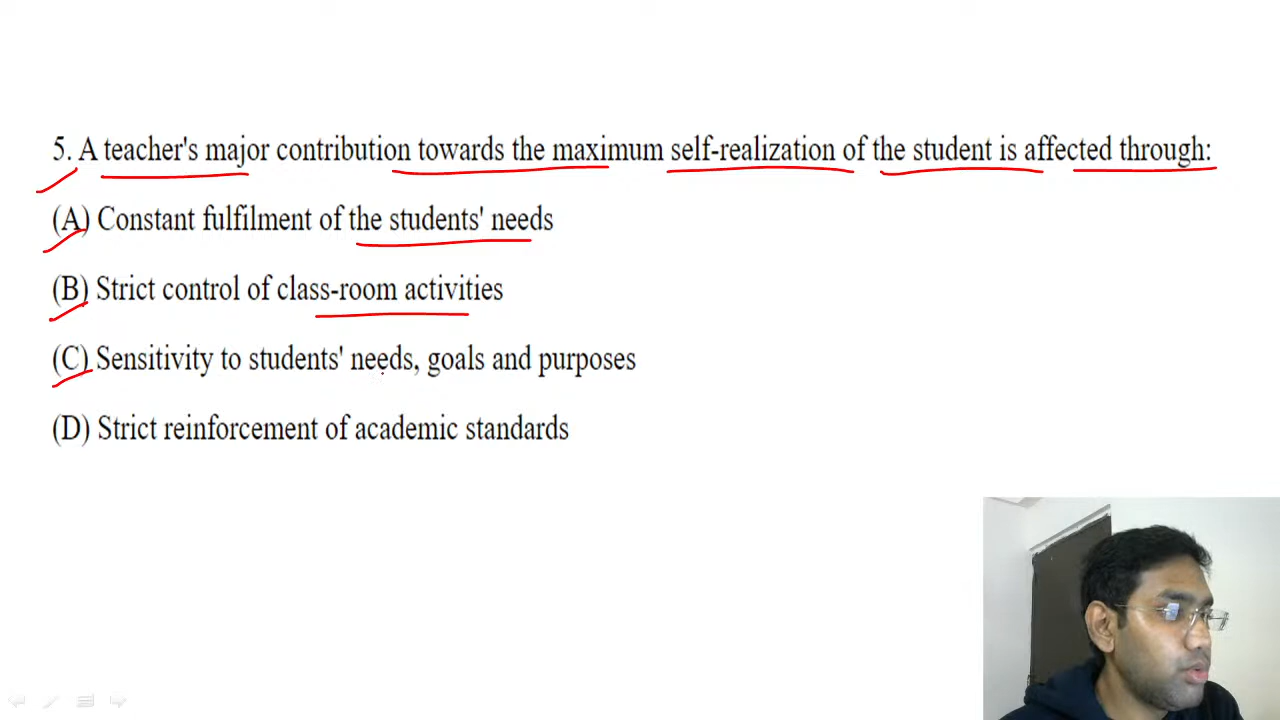 5. A teacher's major contribution towards the maximum self-realization of the student is affected through:
(A) Constant fulfilment of the students' needs
(B) Strict control of class-room activities
(C) Sensitivity to students' needs, goals and purposes
(D) Strict reinforcement of academic standards